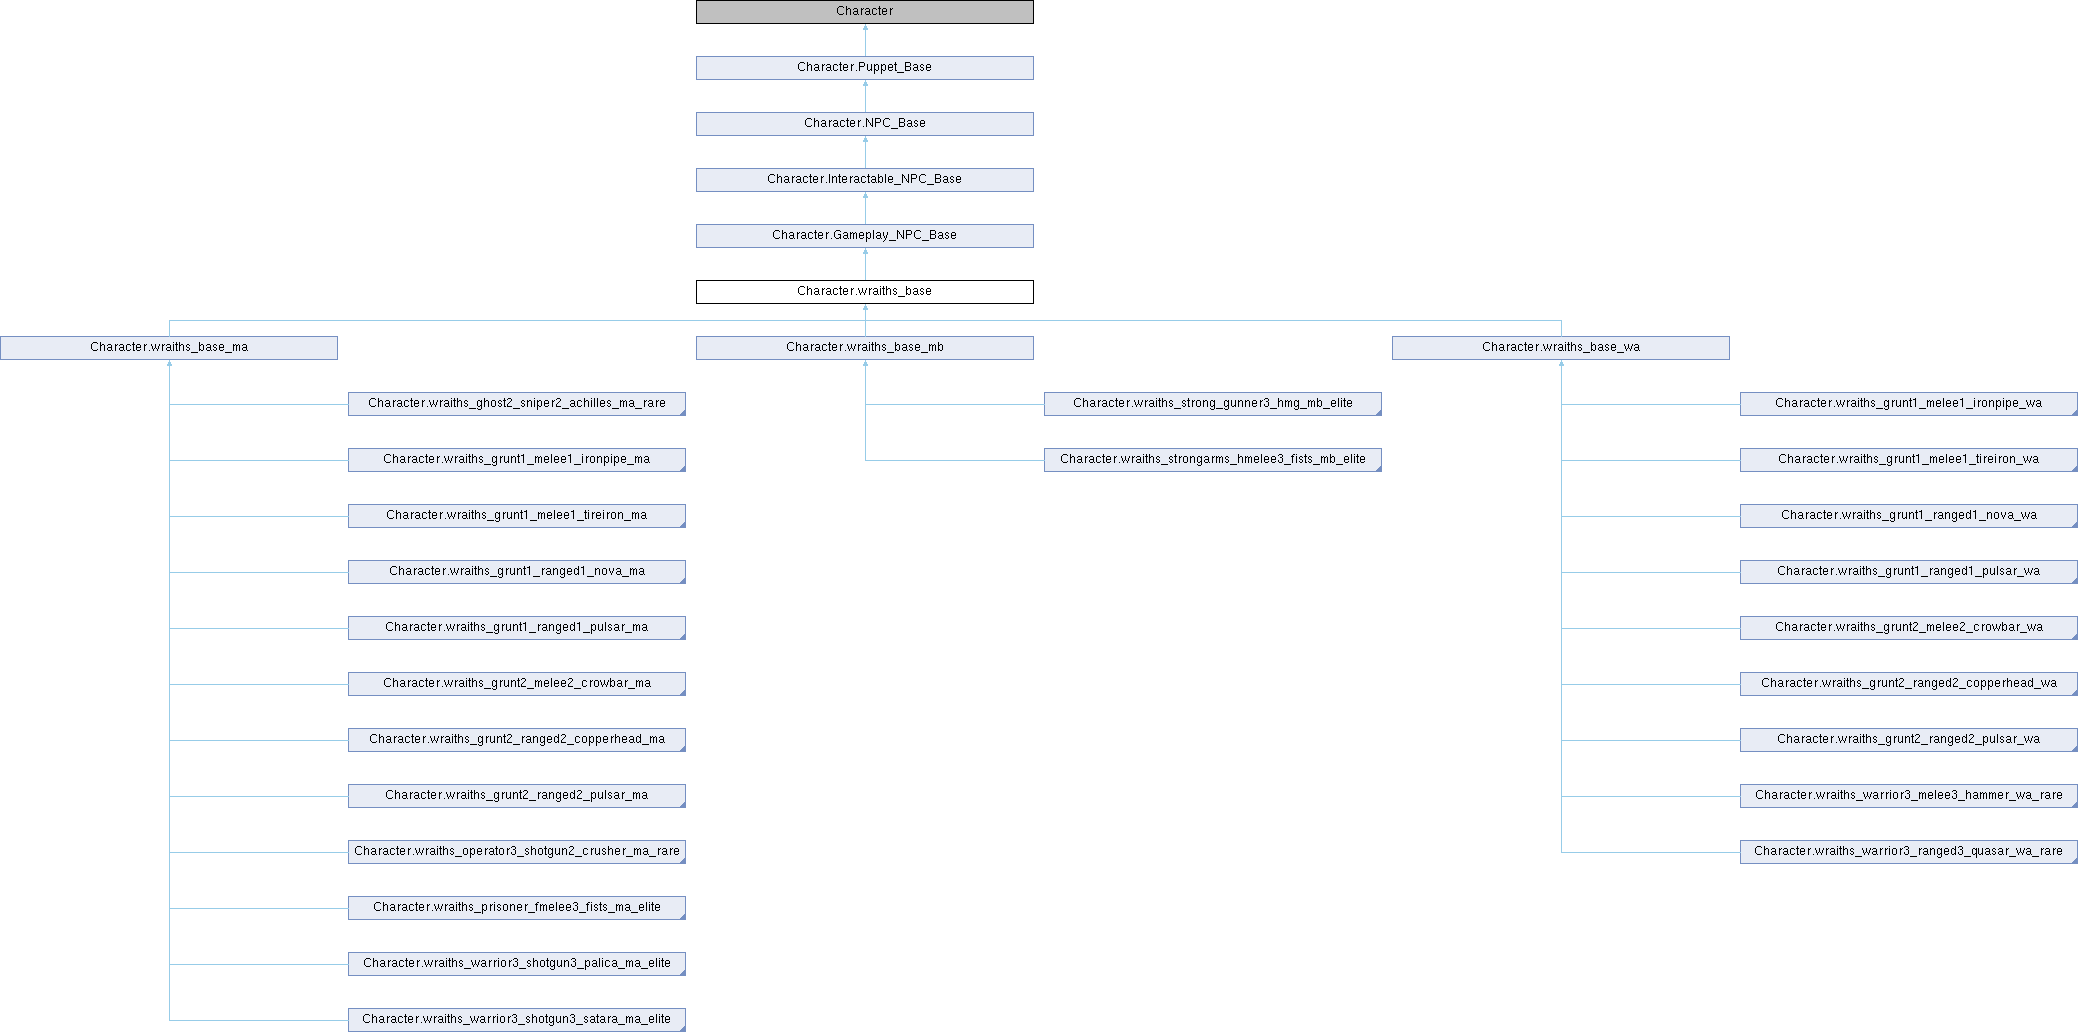 Character
Character.Puppet_Base
Character.NPC_Base
Character.Interactable_NPC_Base
Character.Gameplay_NPC_Base
Character.wraiths_base
Character.wraiths_base_ma
Character.wraiths_base_mb
Character.wraiths_base_wa
Character.wraiths_ghost2_sniper2_achilles_ma_rare
Character.wraiths_strong_gunner3_hmg_mb_elite
Character.wraiths_grunt1_melee1_ironpipe_wa
Character.wraiths_grunt1_melee1_ironpipe_ma
Character.wraiths_strongarms_hmelee3_fists_mb_elite
Character.wraiths_grunt1_melee1_tireiron_wa
Character.wraiths_grunt1_melee1_tireiron_ma
Character.wraiths_grunt1_ranged1_nova_wa
Character.wraiths_grunt1_ranged1_nova_ma
Character.wraiths_grunt1_ranged1_pulsar_wa
Character.wraiths_grunt1_ranged1_pulsar_ma
Character.wraiths_grunt2_melee2_crowbar_wa
Character.wraiths_grunt2_melee2_crowbar_ma
Character.wraiths_grunt2_ranged2_copperhead_wa
Character.wraiths_grunt2_ranged2_copperhead_ma
Character.wraiths_grunt2_ranged2_pulsar_wa
Character.wraiths_grunt2_ranged2_pulsar_ma
Character.wraiths_warrior3_melee3_hammer_wa_rare
Character.wraiths_operator3_shotgun2_crusher_ma_rare
Character.wraiths_warrior3_ranged3_quasar_wa_rare
Character.wraiths_prisoner_fmelee3_fists_ma_elite
Character.wraiths_warrior3_shotgun3_palica_ma_elite
Character.wraiths_warrior3_shotgun3_satara_ma_elite